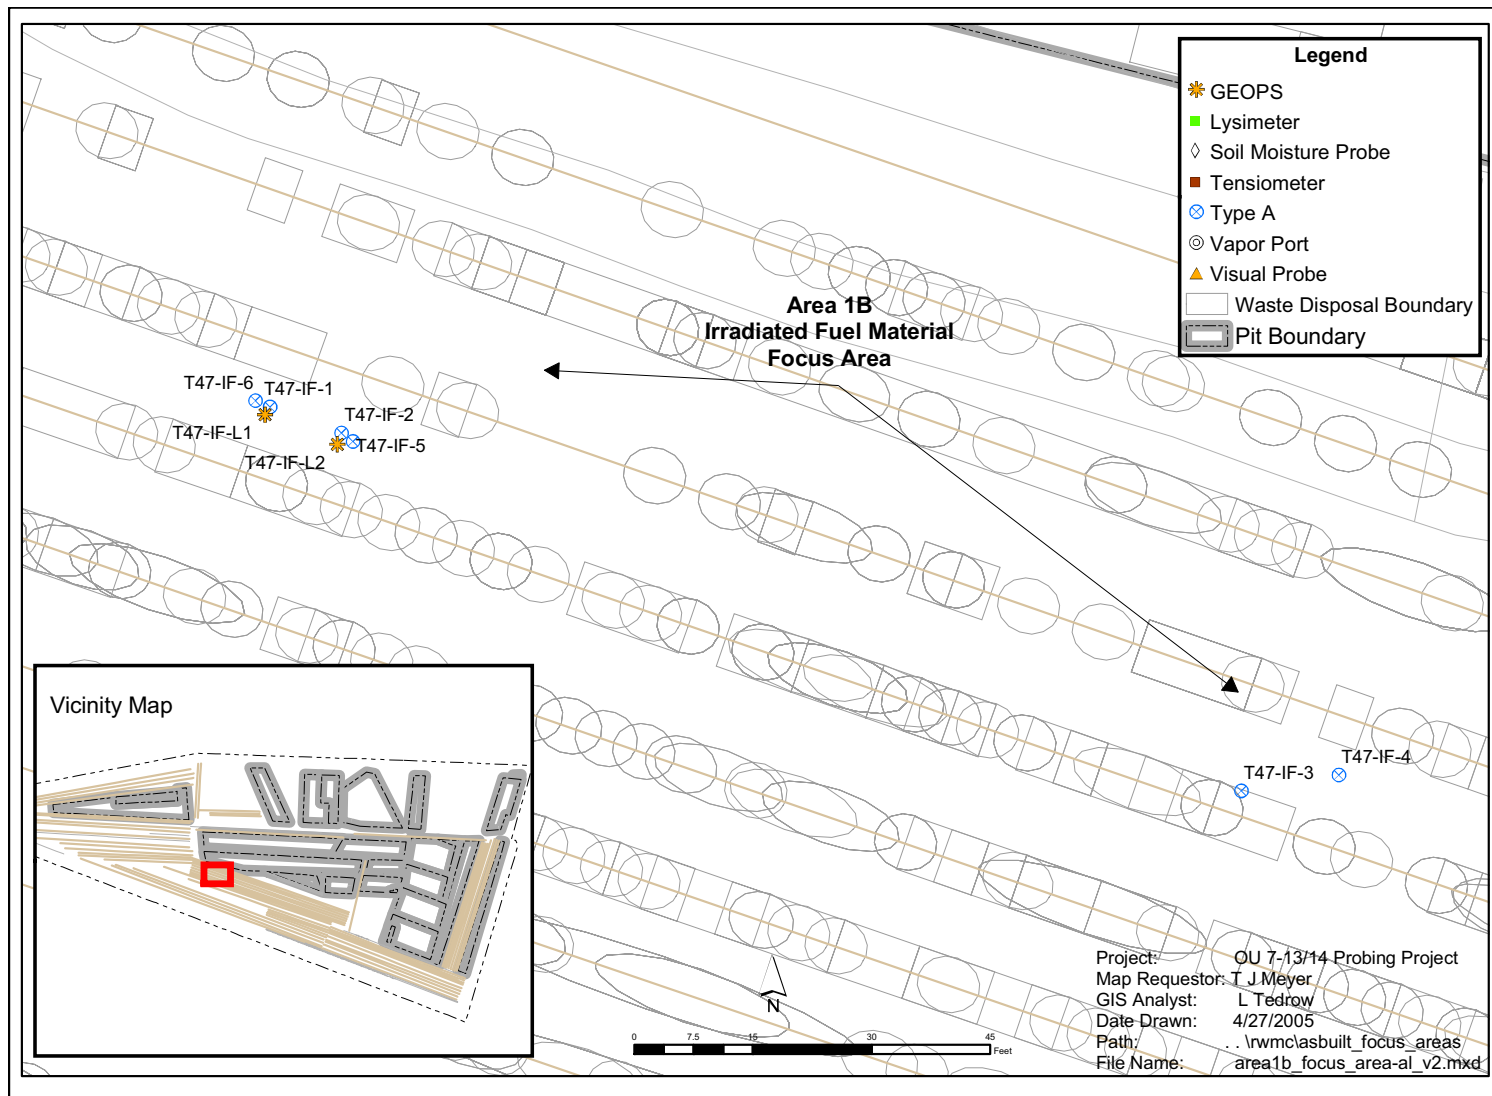 Legend
GEOPS
Lysimeter
Soil Moisture Probe
Tensiometer
Type A
Vapor Port
Visual Probe
Waste Disposal Boundary
Pit Boundary
Area 1B
Irradiated Fuel Material
Focus Area
T47-IF-6
T47-IF-1
T47-IF-L1
T47-IF-2
T47-IF-5
T47-IF-L2
T47-IF-3
T47-IF-4
Vicinity Map
N
0 7.5 15 30 45
Feet
Project: OU 7-13/14 Probing Project
Map Requestor: T J Meyer
GIS Analyst: L Tedrow
Date Drawn: 4/27/2005
Path: . . \rwmc\asbuilt_focus_areas
File Name: area1b_focus_area-al_v2.mxd